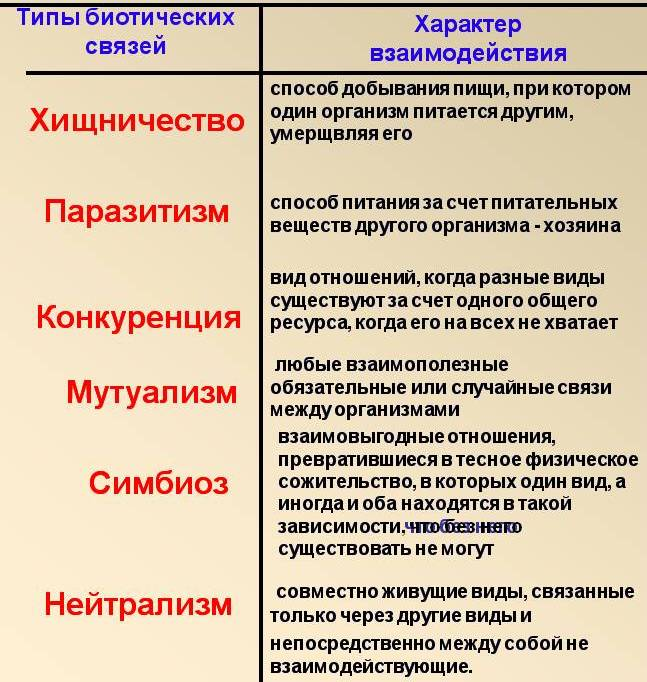 Типы биотических
связей
Характер
взаимодействия
Хищничество
способ добывания пищи, при котором
один организм питается другим,
умерщвляя его
Паразитизм
способ питания за счет питательных
веществ другого организма - хозяина
Конкуренция
вид отношений, когда разные виды
существуют за счет одного общего
ресурса, когда его на всех не хватает
Мутуализм
любые взаимополезные
обязательные или случайные связи
между организмами
Симбиоз
взаимовыгодные отношения,
превратившиеся в тесное физическое
сожительство, в которых один вид, а
иногда и оба находятся в такой
зависимости, что без него
существовать не могут
Нейтрализм
совместно живущие виды, связанные
только через другие виды и
непосредственно между собой не
взаимодействующие.